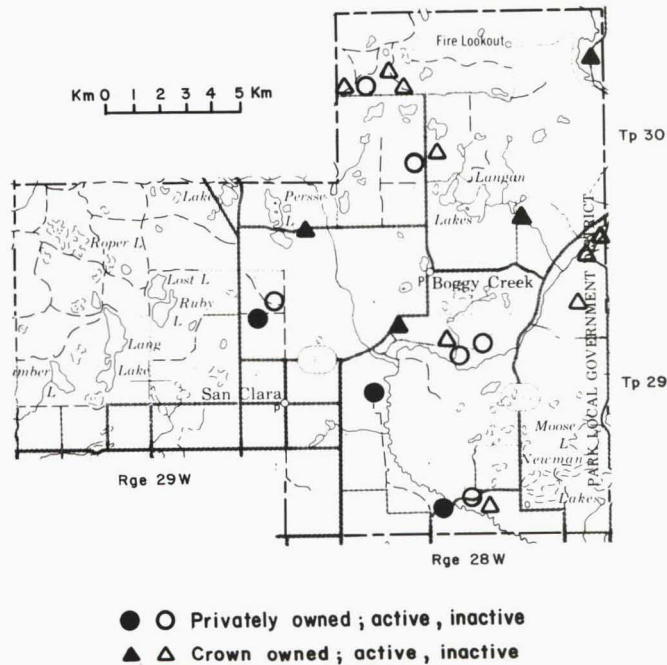 Fire Lookout
Km 0 1 2 3 4 5 Km
Tp 30
Lake
Persse
L
Langan
Lakes
Roper L
Lost L
Ruby
L
P Boggy Creek
Lang
Lake
imber
L
San Clara
P
Tp 29
PARK LOCAL GOVERNMENT DISTRICT
Moose
L
Newman
Lakes
Rge 29W
Rge 28W
Privately owned ; active , inactive
Crown owned ; active , inactive